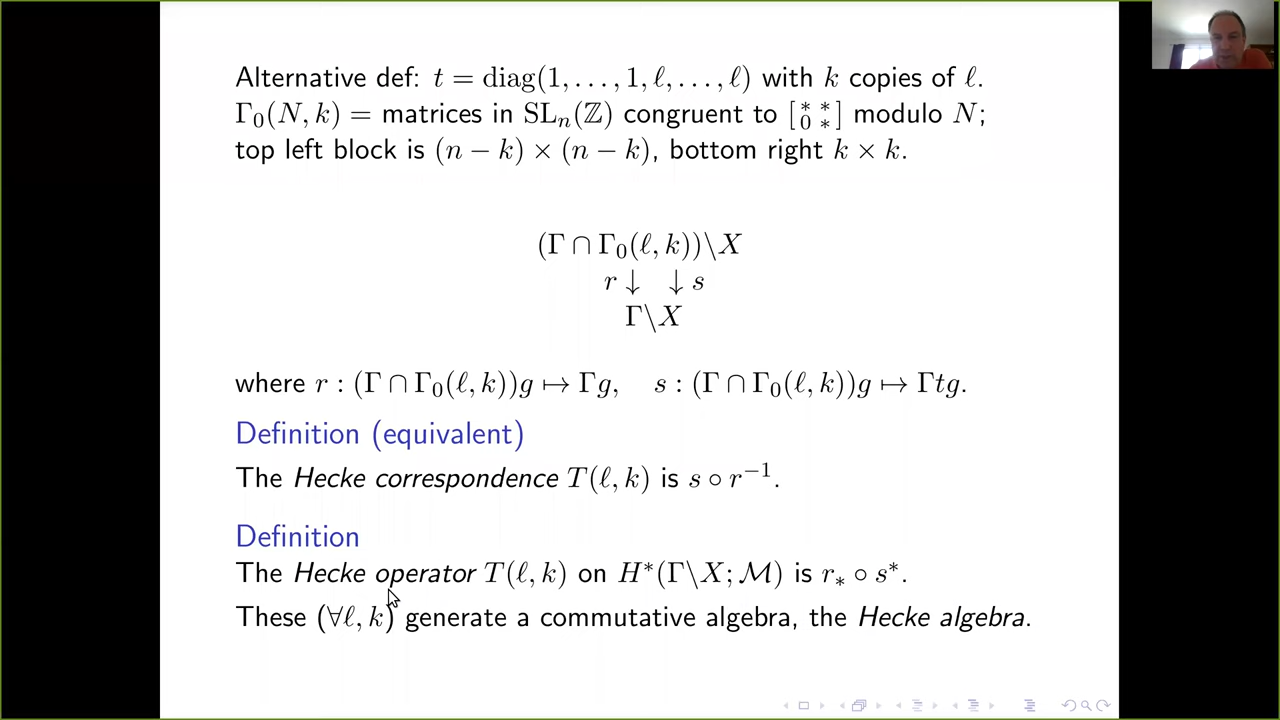 Alternative def: t = diag(1, . . . , 1, ℓ, . . . , ℓ) with k copies of ℓ.
Γ₀(N, k) = matrices in SLₙ(ℤ) congruent to [* * / 0 *] modulo N;
top left block is (n − k) × (n − k), bottom right k × k.
(Γ ∩ Γ₀(ℓ, k))\X
r ↓ ↓ s
Γ\X
where r : (Γ ∩ Γ₀(ℓ, k))g ↦ Γg, s : (Γ ∩ Γ₀(ℓ, k))g ↦ Γtg.
Definition (equivalent)
The Hecke correspondence T(ℓ, k) is s ∘ r⁻¹.
Definition
The Hecke operator T(ℓ, k) on H*(Γ\X; ℳ) is r∗ ∘ s*.
These (∀ℓ, k) generate a commutative algebra, the Hecke algebra.